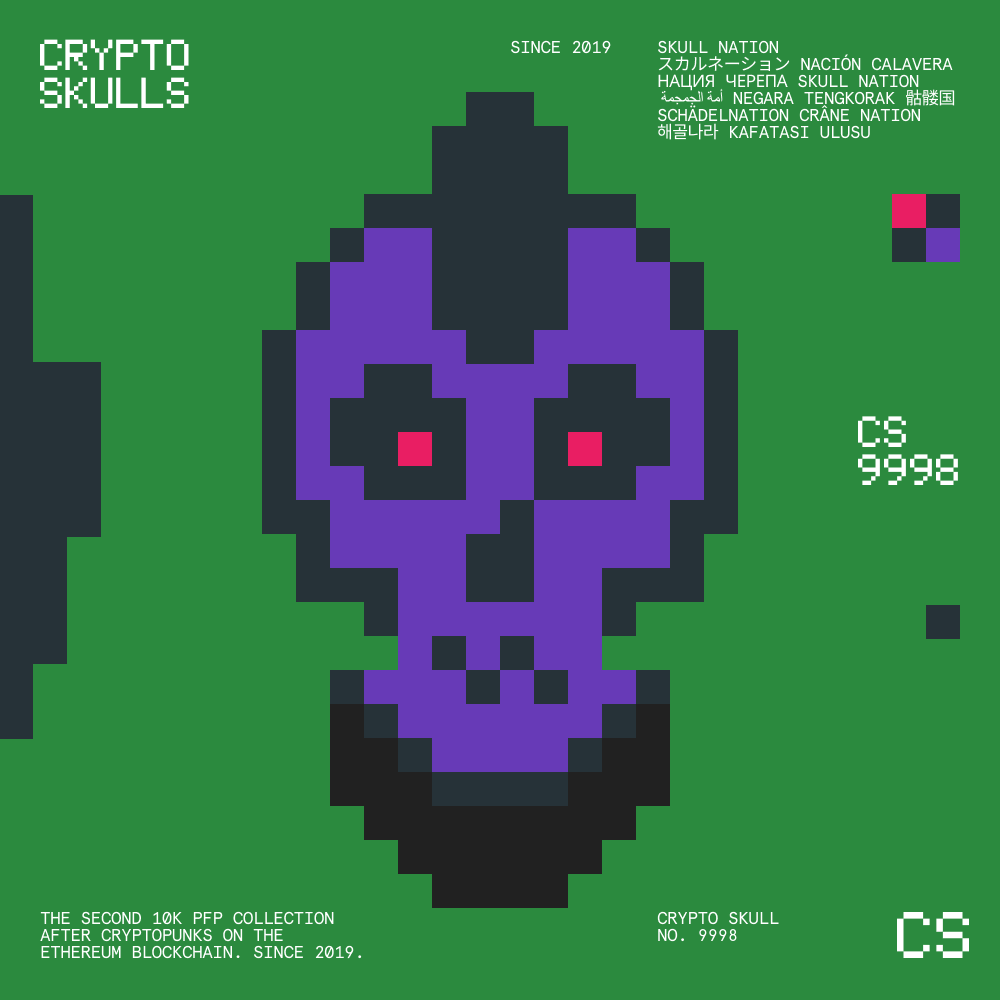 CRYPTO
SKULLS
SINCE 2019
SKULL NATION
スカルネーション NACIÓN CALAVERA
НАЦИЯ ЧЕРЕПА SKULL NATION
أمة الجمجمة NEGARA TENGKORAK 骷髅国
SCHÄDELNATION CRÂNE NATION
해골나라 KAFATASI ULUSU
CS
9998
THE SECOND 10K PFP COLLECTION
AFTER CRYPTOPUNKS ON THE
ETHEREUM BLOCKCHAIN. SINCE 2019.
CRYPTO SKULL
NO. 9998
CS